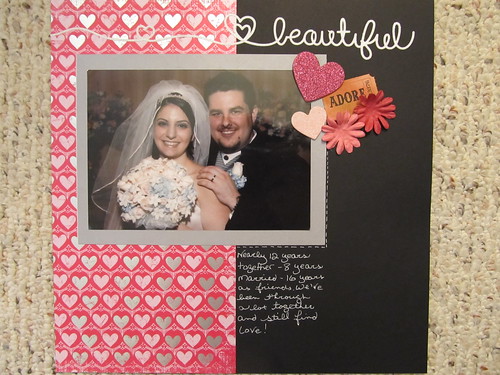 beautiful
ADORE
Nearly 12 years
together - 8 years
Married - 16 years
as friends. We've
been through
a lot together
and still find
Love!